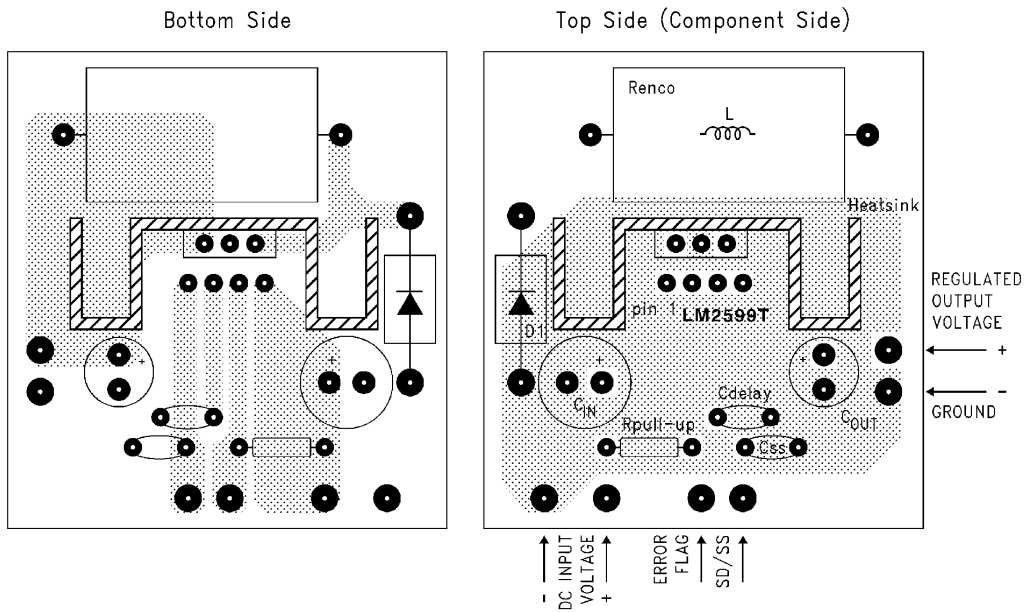 Bottom Side
Top Side (Component Side)
Renco
L
Heatsink
pin 1
LM2599T
D1
REGULATED
OUTPUT
VOLTAGE
+
-
GROUND
+
+
+
+
CIN
COUT
Cdelay
Rpull-up
Css
-
DC INPUT
VOLTAGE
+
ERROR
FLAG
SD/SS